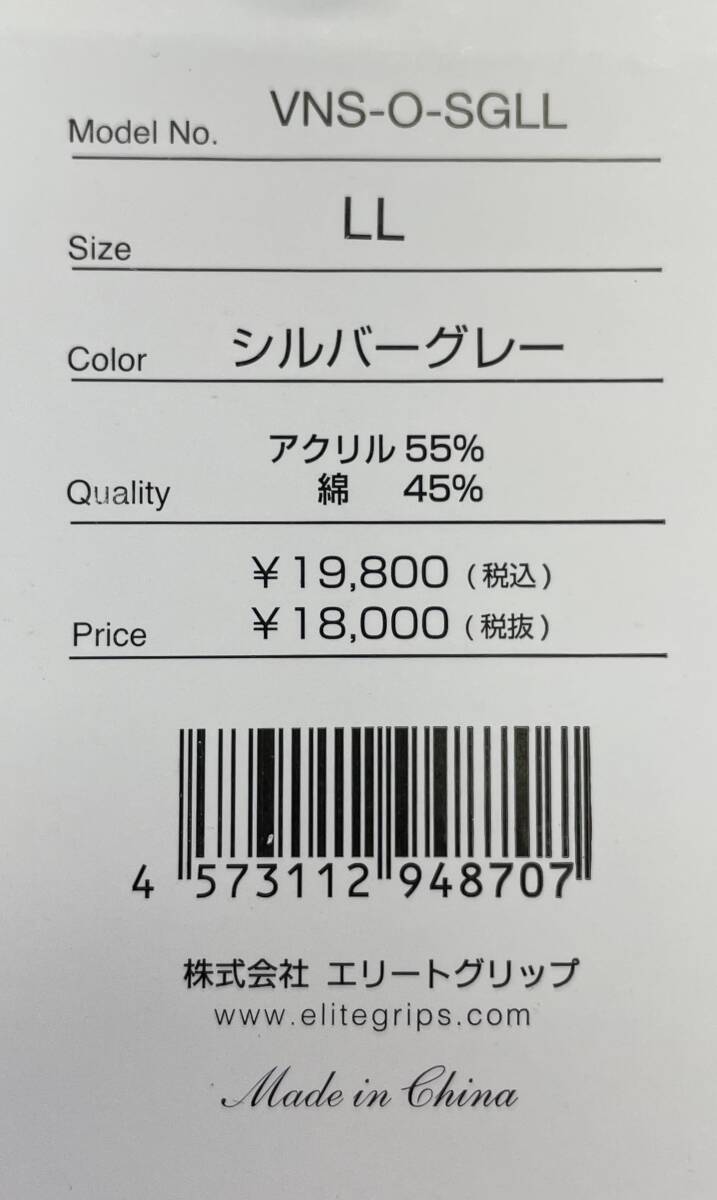 Model No. VNS-O-SGLL
Size LL
Color シルバーグレー
Quality アクリル 55%
綿 45%
Price ¥19,800 (税込)
¥18,000 (税抜)
4 573112 948707
株式会社 エリートグリップ
www.elitegrips.com
Made in China